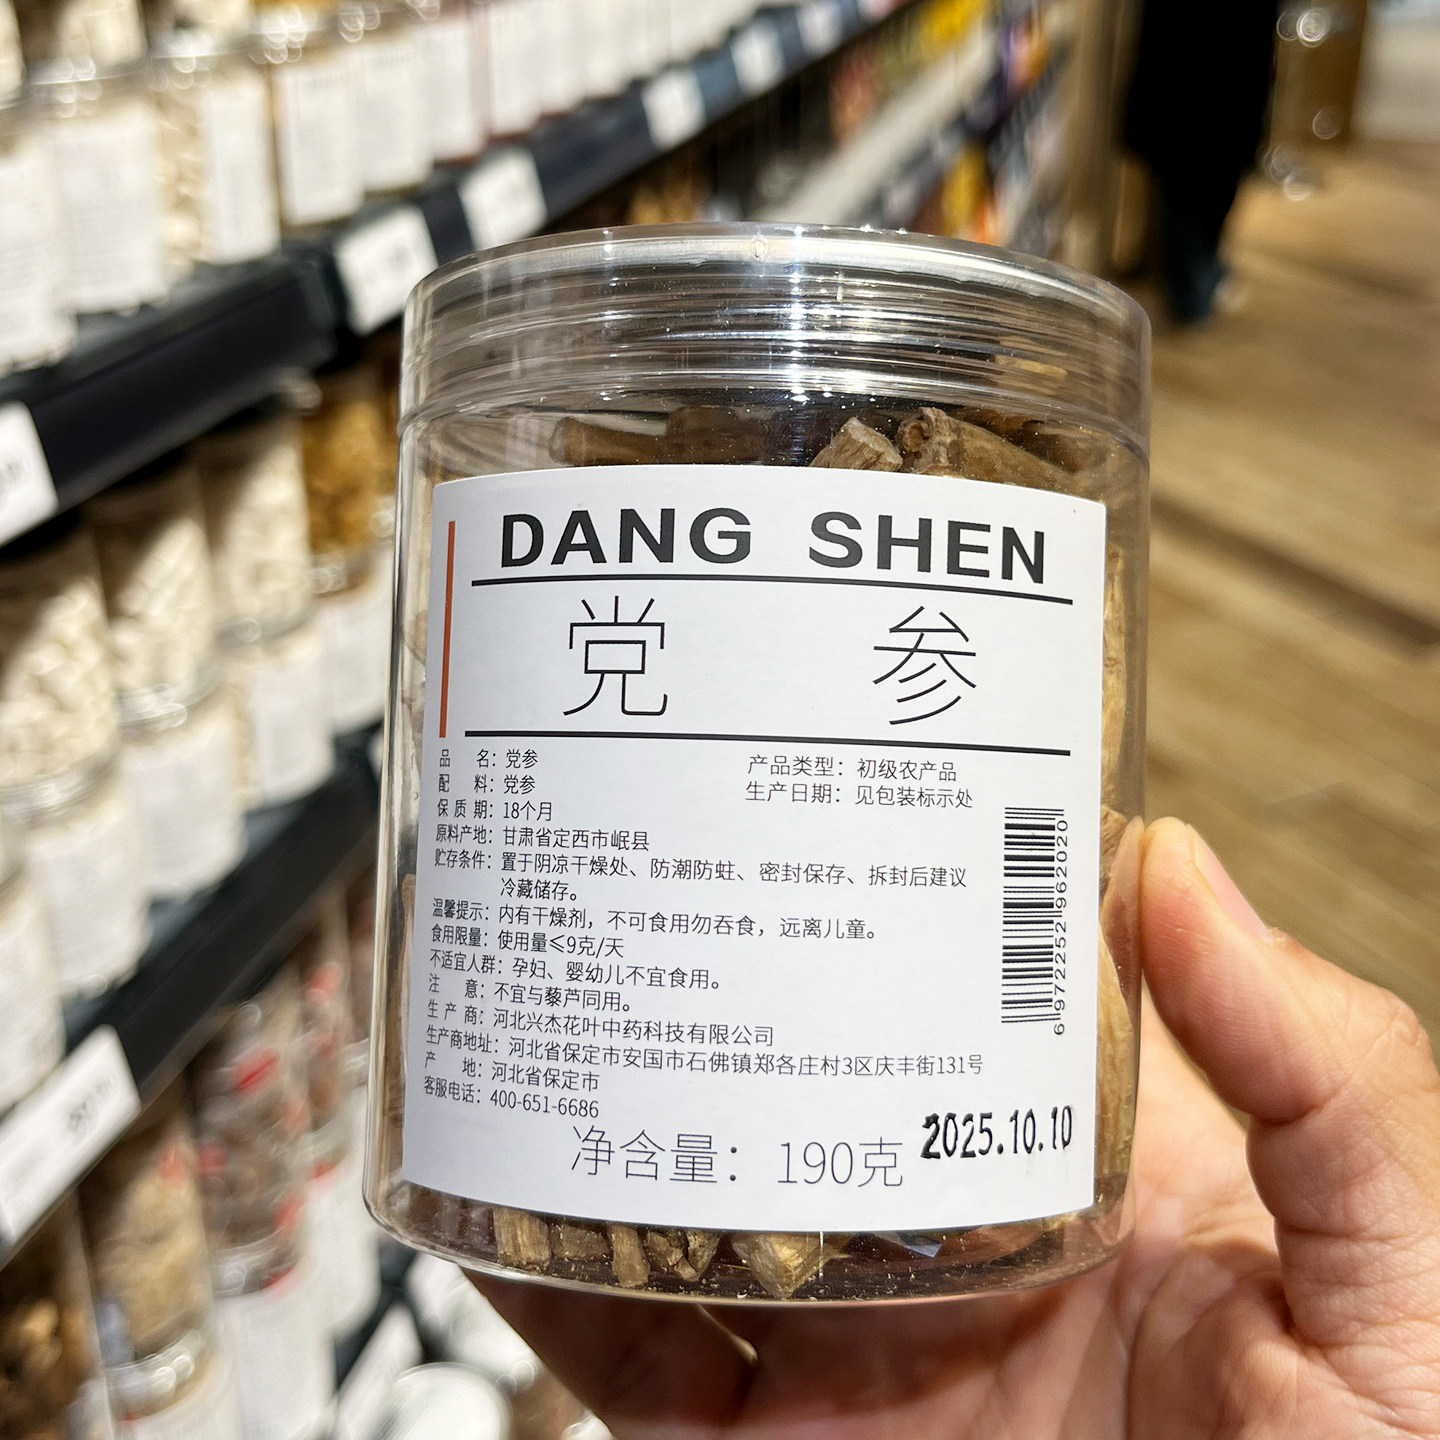 DANG SHEN
党 参
品 名：党参
产品类型：初级农产品
配 料：党参
生产日期：见包装标示处
保 质 期：18个月
原料产地：甘肃省定西市岷县
贮存条件：置于阴凉干燥处、防潮防蛀、密封保存、拆封后建议
冷藏储存。
温馨提示：内有干燥剂，不可食用勿吞食，远离儿童。
食用限量：使用量≤9克/天
不适宜人群：孕妇、婴幼儿不宜食用。
注 意：不宜与藜芦同用。
生 产 商：河北兴杰花叶中药科技有限公司
生产商地址：河北省保定市安国市石佛镇郑各庄村3区庆丰街131号
产 地：河北省保定市
客服电话：400-651-6686
净含量：190克
2025.10.10
6972252962020